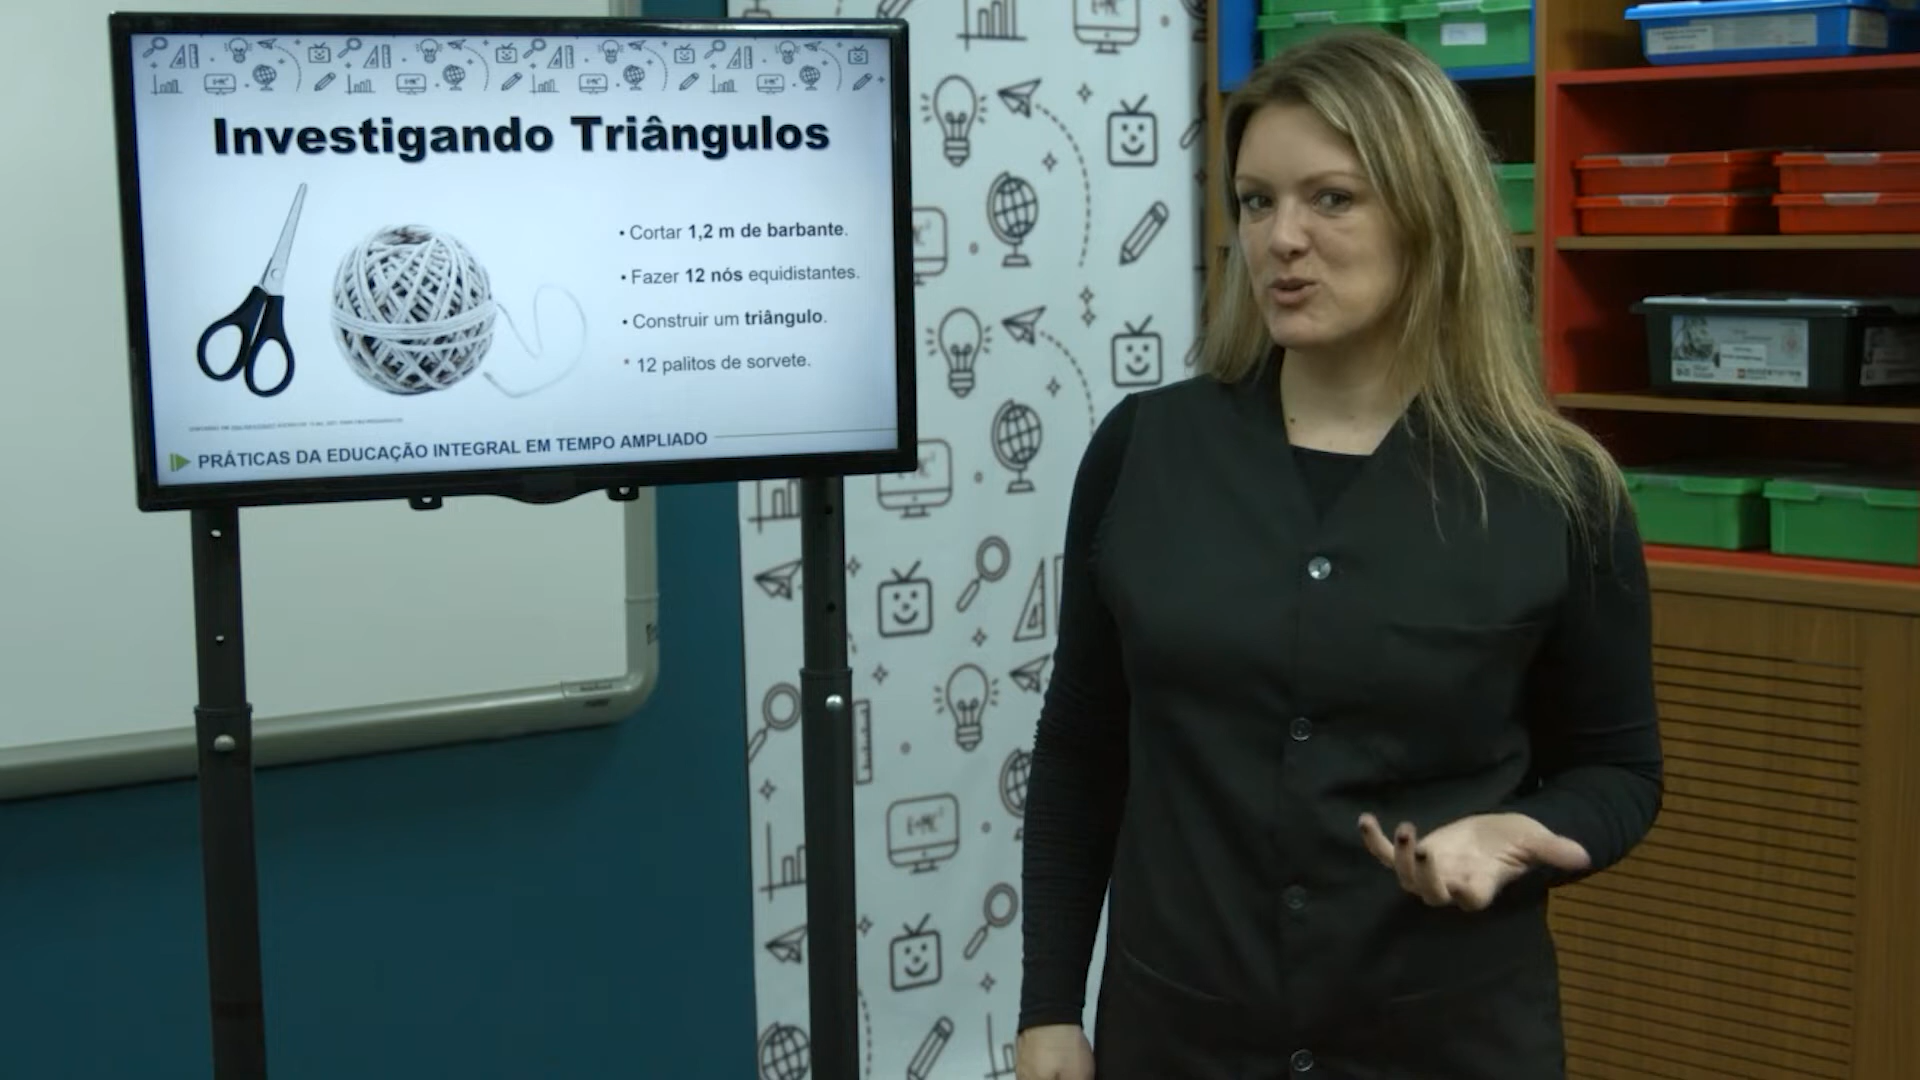 Investigando Triângulos
• Cortar 1,2 m de barbante.
• Fazer 12 nós equidistantes.
• Construir um triângulo.
* 12 palitos de sorvete.
PRÁTICAS DA EDUCAÇÃO INTEGRAL EM TEMPO AMPLIADO